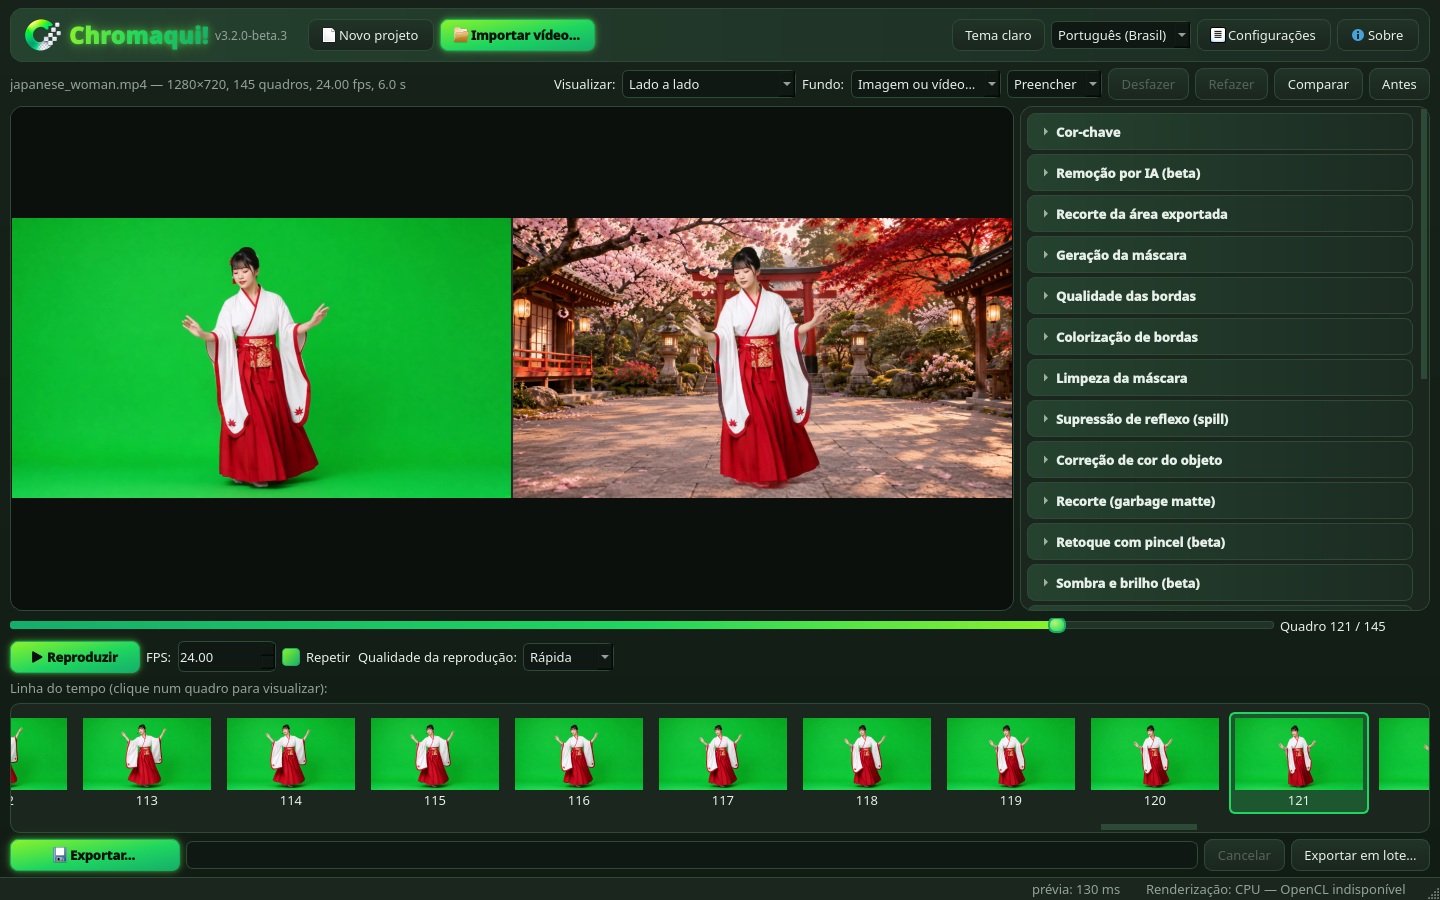 Chromaqui! v3.2.0-beta.3 Novo projeto Importar vídeo... Tema claro Português (Brasil) Configurações Sobre
japanese_woman.mp4 — 1280×720, 145 quadros, 24.00 fps, 6.0 s Visualizar: Lado a lado Fundo: Imagem ou vídeo... Preencher Desfazer Refazer Comparar Antes
Cor-chave
Remoção por IA (beta)
Recorte da área exportada
Geração da máscara
Qualidade das bordas
Colorização de bordas
Limpeza da máscara
Supressão de reflexo (spill)
Correção de cor do objeto
Recorte (garbage matte)
Retoque com pincel (beta)
Sombra e brilho (beta)
Quadro 121 / 145
Reproduzir FPS: 24.00 Repetir Qualidade da reprodução: Rápida
Linha do tempo (clique num quadro para visualizar):
2 113 114 115 116 117 118 119 120 121
Exportar... Cancelar Exportar em lote...
prévia: 130 ms Renderização: CPU — OpenCL indisponível